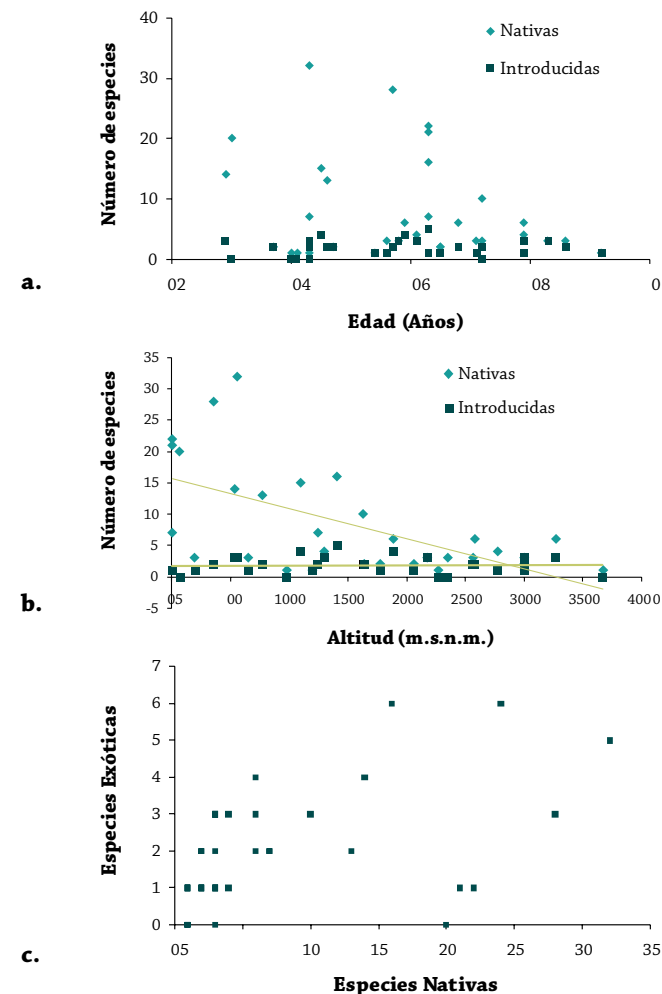 40
Nativas
30
Introducidas
20
10
0
Número de especies
02 04 06 08 0
a.
Edad (Años)
35
30
25
20
15
10
5
0
-5
Nativas
Introducidas
Número de especies
05 00 1000 1500 2000 2500 3000 3500 4000
b.
Altitud (m.s.n.m.)
7
6
5
4
3
2
1
0
Especies Exóticas
05 10 15 20 25 30 35
c.
Especies Nativas